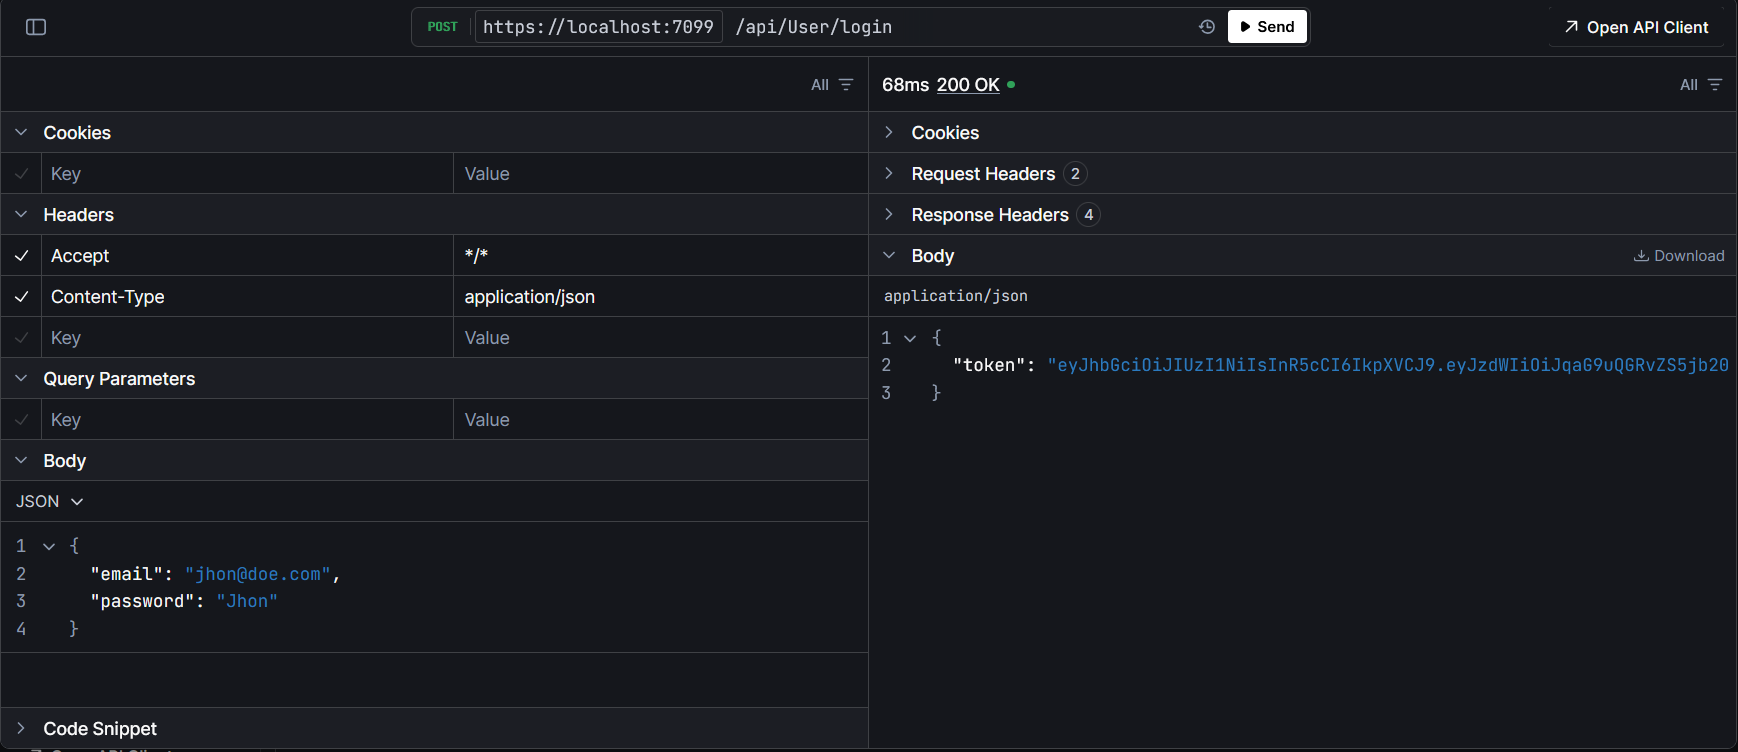 POST https://localhost:7099 /api/User/login Send Open API Client
All
Cookies
Key Value
Headers
Accept */*
Content-Type application/json
Key Value
Query Parameters
Key Value
Body
JSON
1 {
2 "email": "jhon@doe.com",
3 "password": "Jhon"
4 }
Code Snippet
68ms 200 OK All
Cookies
Request Headers 2
Response Headers 4
Body Download
application/json
1 {
2 "token": "eyJhbGciOiJIUzI1NiIsInR5cCI6IkpXVCJ9.eyJzdWIiOiJqaG9uQGRvZS5jb20
3 }